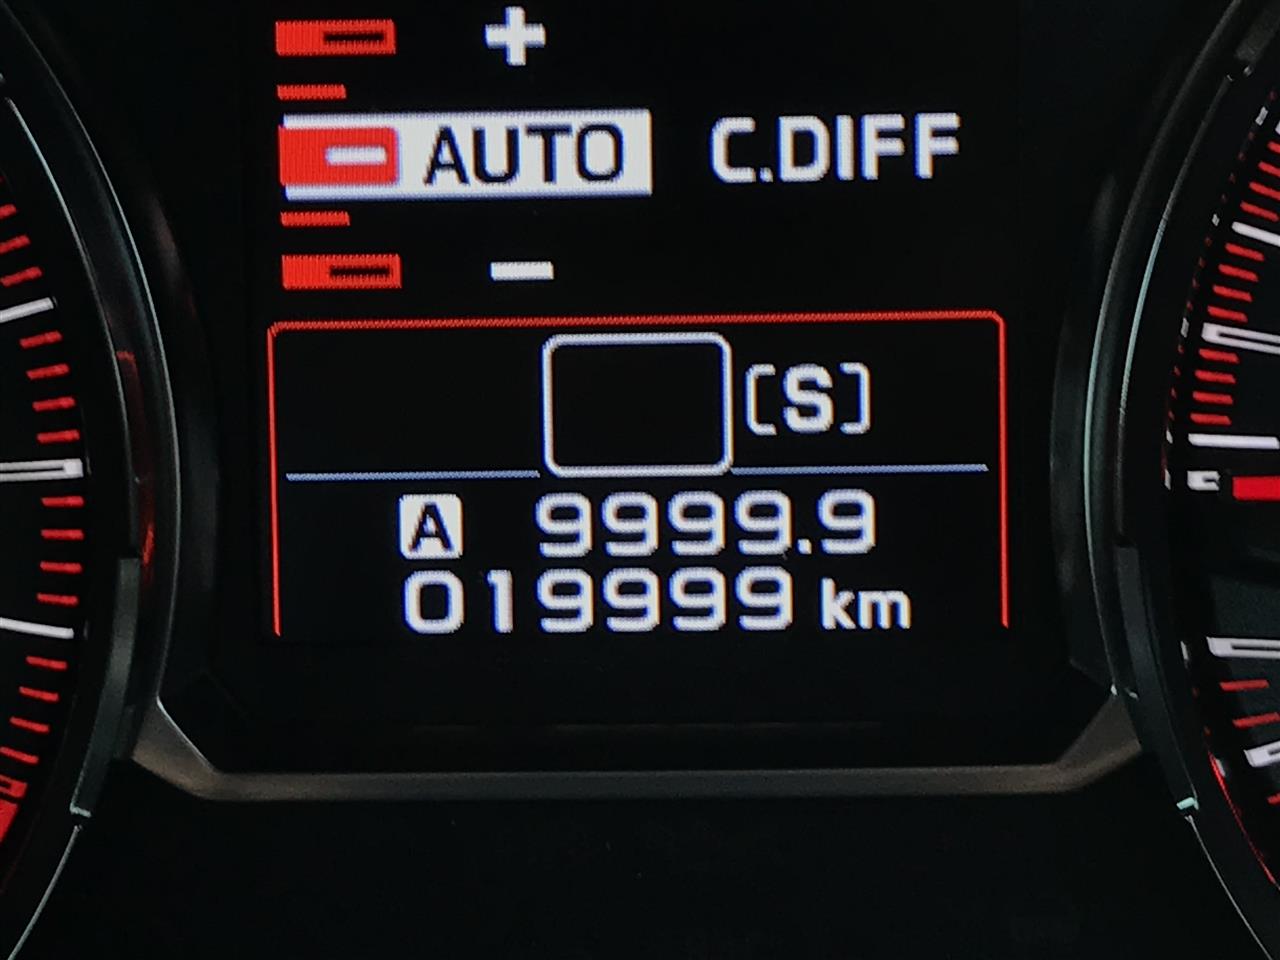 +
AUTO C.DIFF
−
[S]
A 9999.9
019999 km